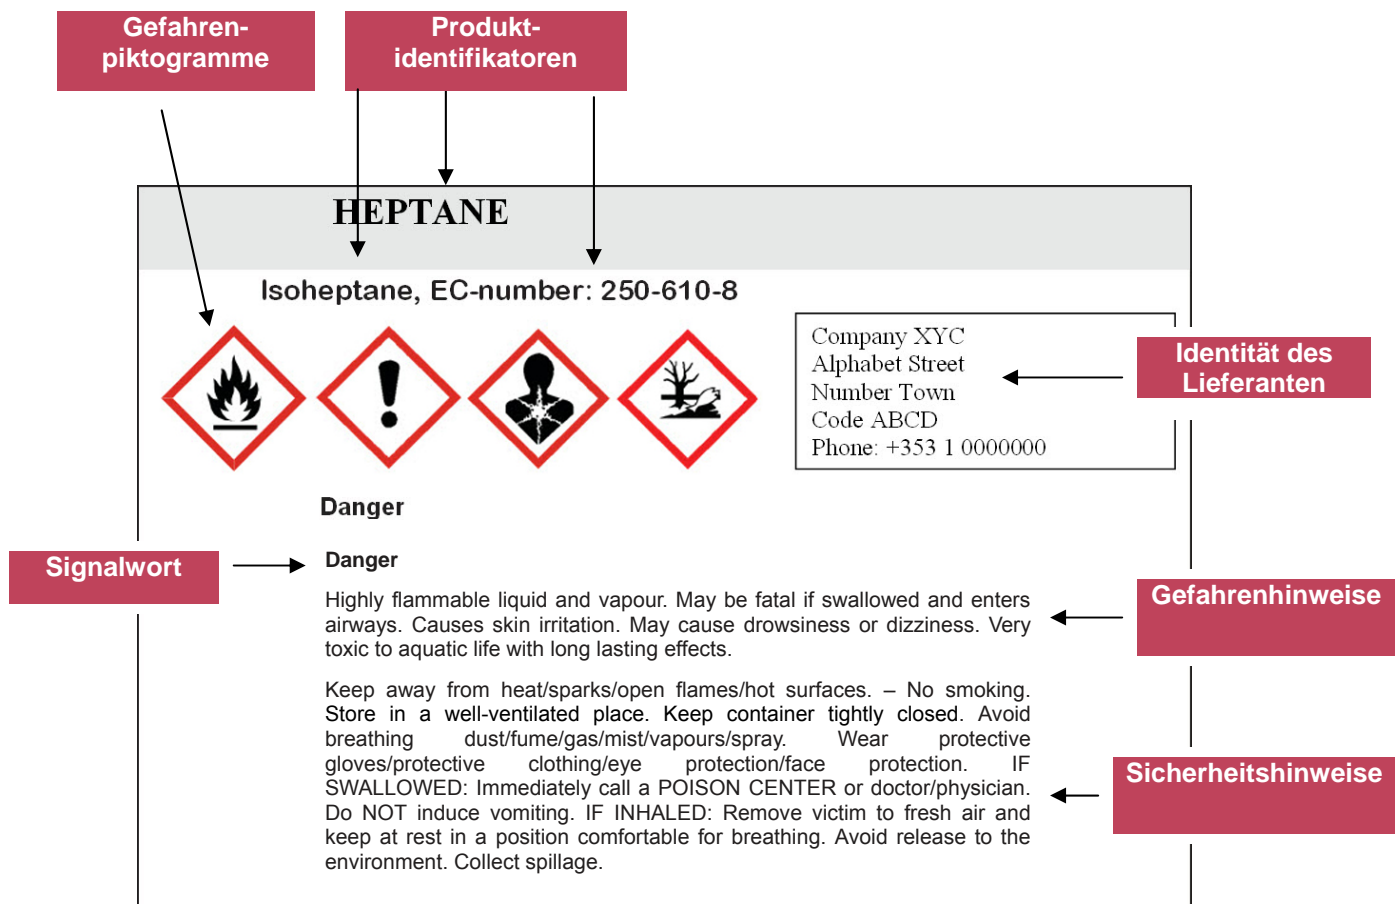 Gefahren-
piktogramme
Produkt-
identifikatoren
HEPTANE
Isoheptane, EC-number: 250-610-8
Company XYC
Alphabet Street
Number Town
Code ABCD
Phone: +353 1 0000000
Identität des
Lieferanten
Danger
Signalwort
Danger
Highly flammable liquid and vapour. May be fatal if swallowed and enters
airways. Causes skin irritation. May cause drowsiness or dizziness. Very
toxic to aquatic life with long lasting effects.
Gefahrenhinweise
Keep away from heat/sparks/open flames/hot surfaces. – No smoking.
Store in a well-ventilated place. Keep container tightly closed. Avoid
breathing dust/fume/gas/mist/vapours/spray. Wear protective
gloves/protective clothing/eye protection/face protection. IF
SWALLOWED: Immediately call a POISON CENTER or doctor/physician.
Do NOT induce vomiting. IF INHALED: Remove victim to fresh air and
keep at rest in a position comfortable for breathing. Avoid release to the
environment. Collect spillage.
Sicherheitshinweise